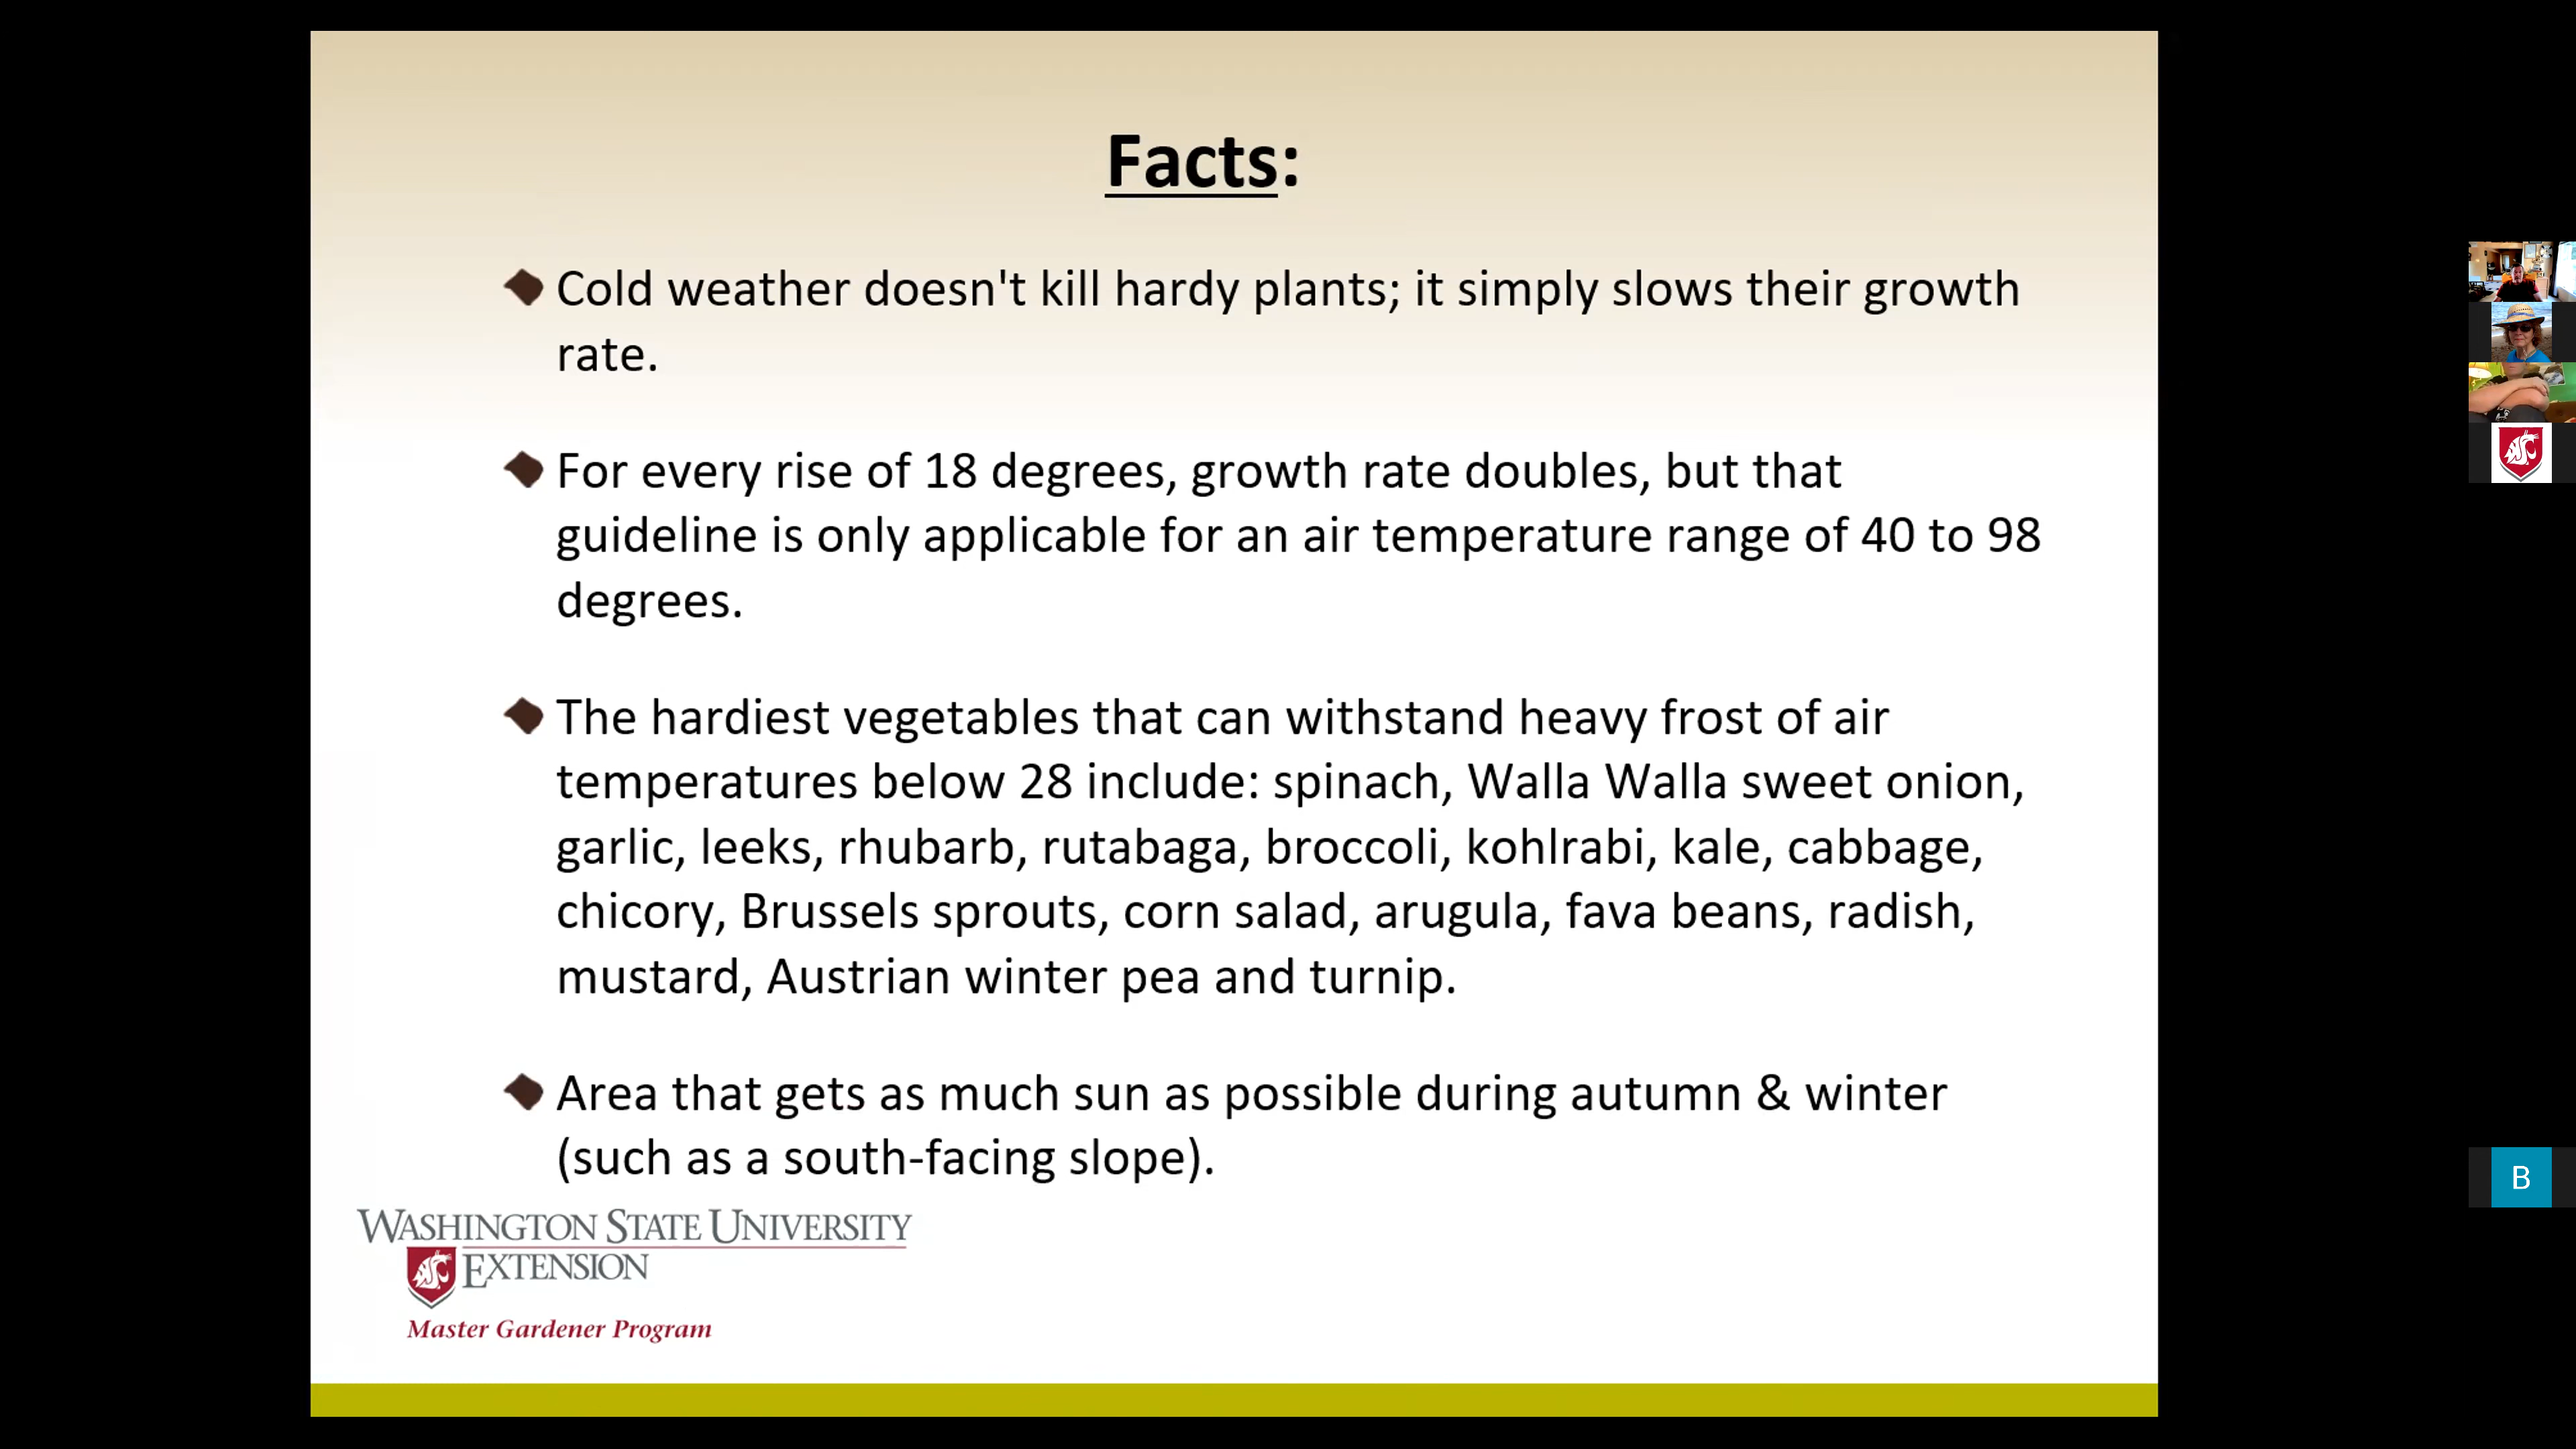 Facts:
Cold weather doesn't kill hardy plants; it simply slows their growth
rate.
For every rise of 18 degrees, growth rate doubles, but that
guideline is only applicable for an air temperature range of 40 to 98
degrees.
The hardiest vegetables that can withstand heavy frost of air
temperatures below 28 include: spinach, Walla Walla sweet onion,
garlic, leeks, rhubarb, rutabaga, broccoli, kohlrabi, kale, cabbage,
chicory, Brussels sprouts, corn salad, arugula, fava beans, radish,
mustard, Austrian winter pea and turnip.
Area that gets as much sun as possible during autumn & winter
(such as a south-facing slope).
WASHINGTON STATE UNIVERSITY
EXTENSION
Master Gardener Program
B